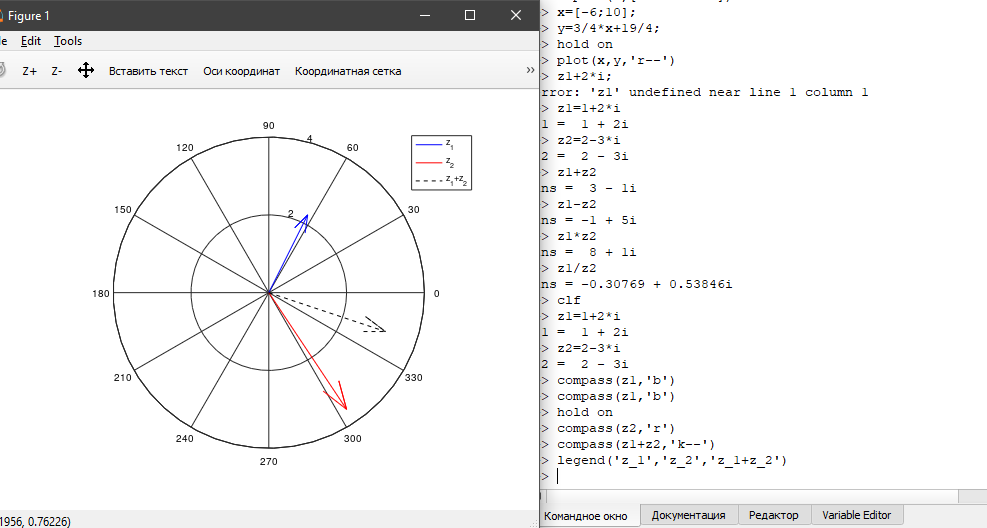 Figure 1
le Edit Tools
Z+ Z- Вставить текст Оси координат Координатная сетка »
90
4
120
60
z1
z2
z1+z2
150
2
30
180
0
210
330
240
300
270
1956, 0.76226)
> x=[-6;10];
> y=3/4*x+19/4;
> hold on
> plot(x,y,'r--')
> z1+2*i;
rror: 'z1' undefined near line 1 column 1
> z1=1+2*i
1 =  1 + 2i
> z2=2-3*i
2 =  2 - 3i
> z1+z2
ns =  3 - 1i
> z1-z2
ns = -1 + 5i
> z1*z2
ns =  8 + 1i
> z1/z2
ns = -0.30769 + 0.53846i
> clf
> z1=1+2*i
1 =  1 + 2i
> z2=2-3*i
2 =  2 - 3i
> compass(z1,'b')
> compass(z1,'b')
> hold on
> compass(z2,'r')
> compass(z1+z2,'k--')
> legend('z_1','z_2','z_1+z_2')
>
Командное окно Документация Редактор Variable Editor